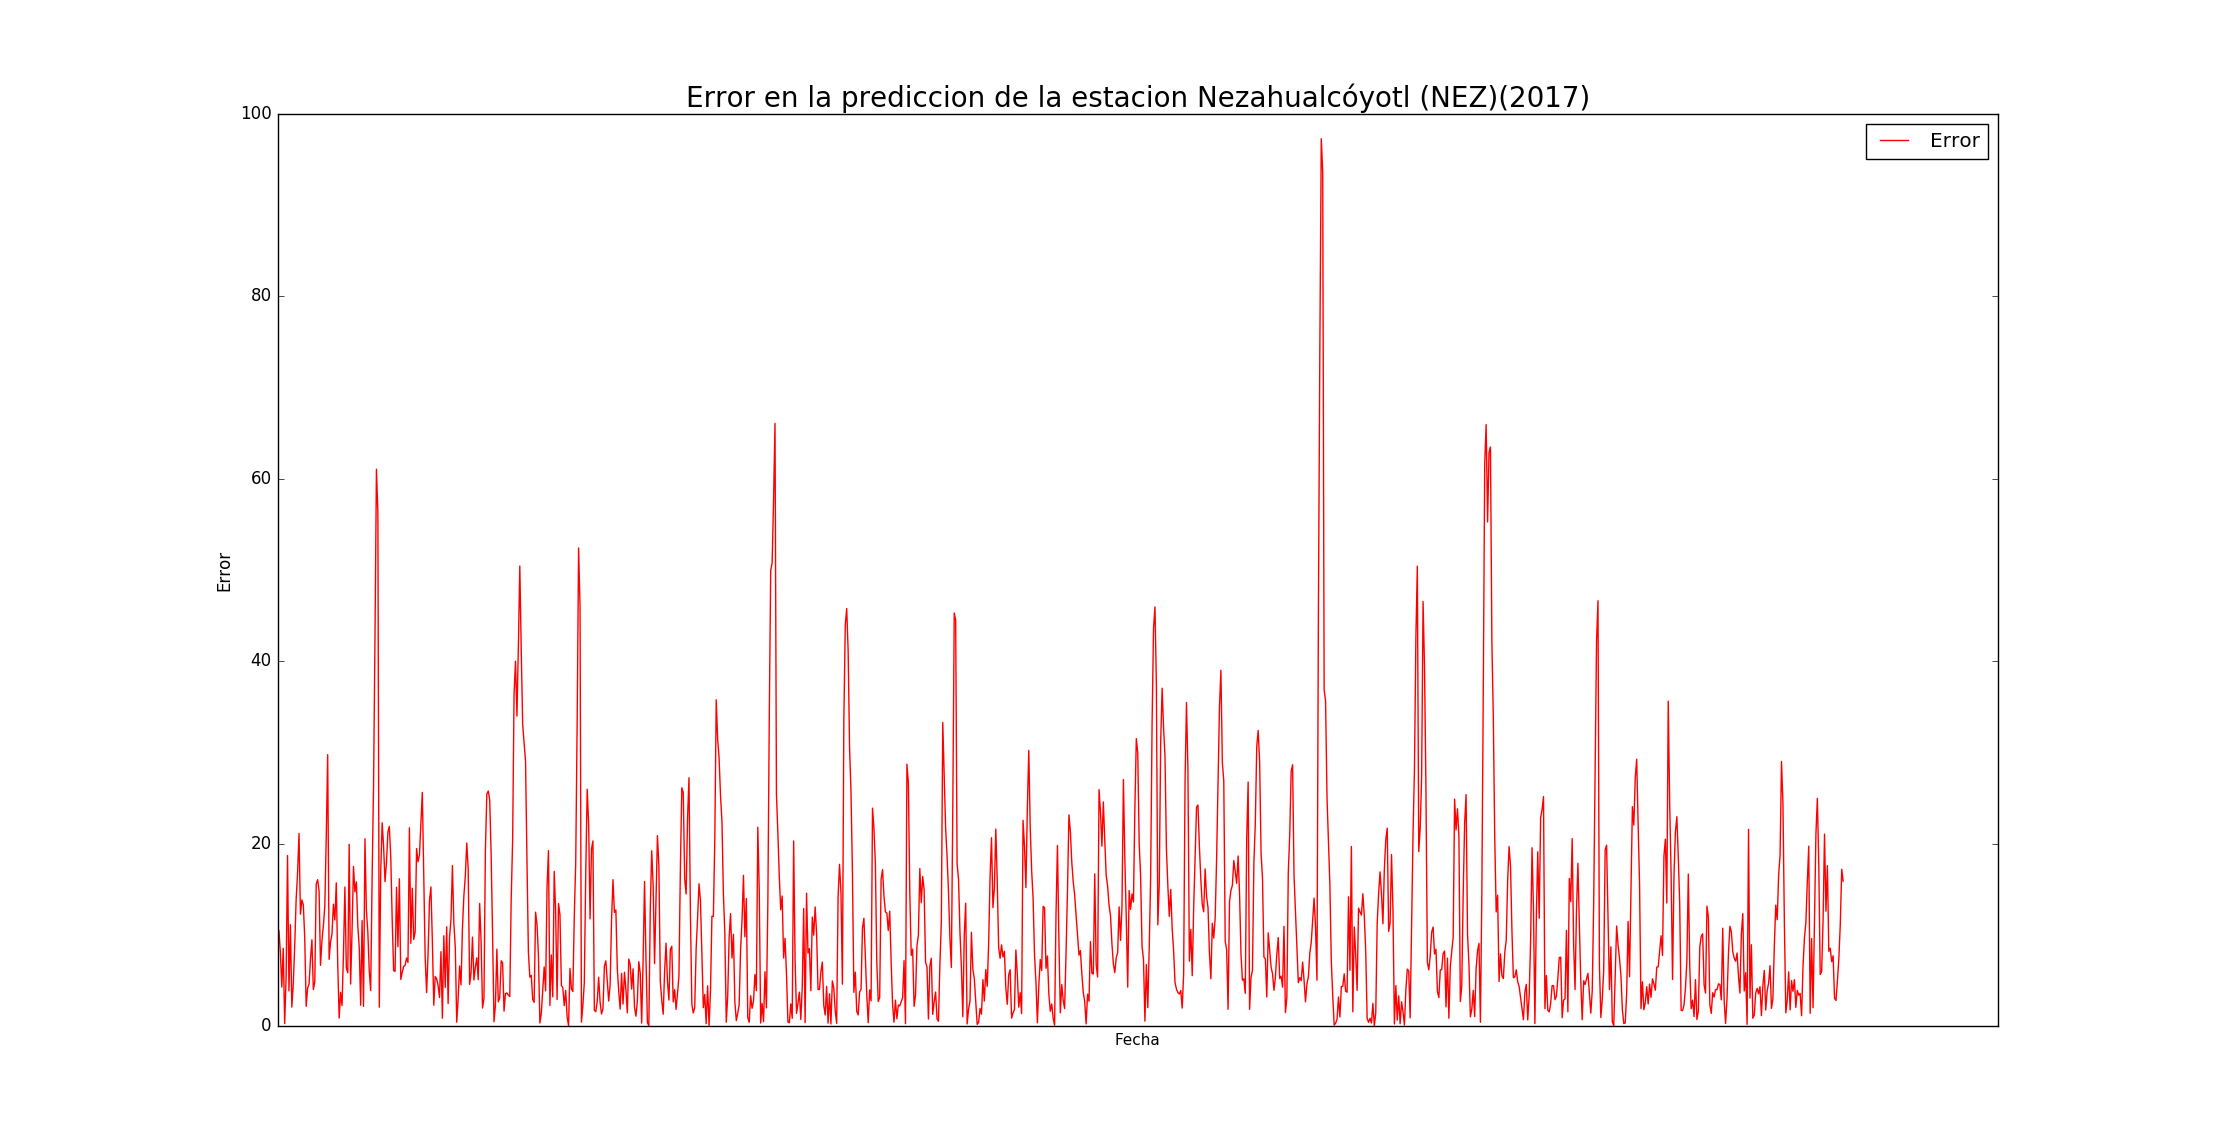 Error en la prediccion de la estacion Nezahualcóyotl (NEZ)(2017)
100
80
60
40
20
0
Error
Error
Fecha